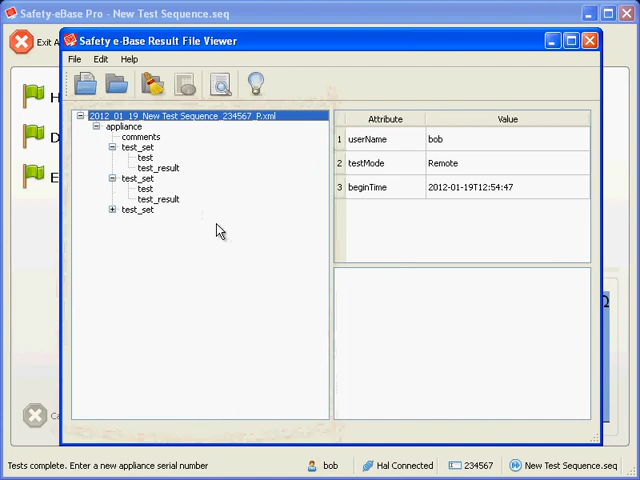 Safety-eBase Pro - New Test Sequence.seq
Exit A
Safety e-Base Result File Viewer
File Edit Help
H
D
E
2012_01_19_New Test Sequence_234567_P.xml
appliance
comments
test_set
test
test_result
test_set
test
test_result
test_set
Attribute Value
1 userName bob
2 testMode Remote
3 beginTime 2012-01-19T12:54:47
Ω
Ca
Tests complete. Enter a new appliance serial number bob Hal Connected 234567 New Test Sequence.seq